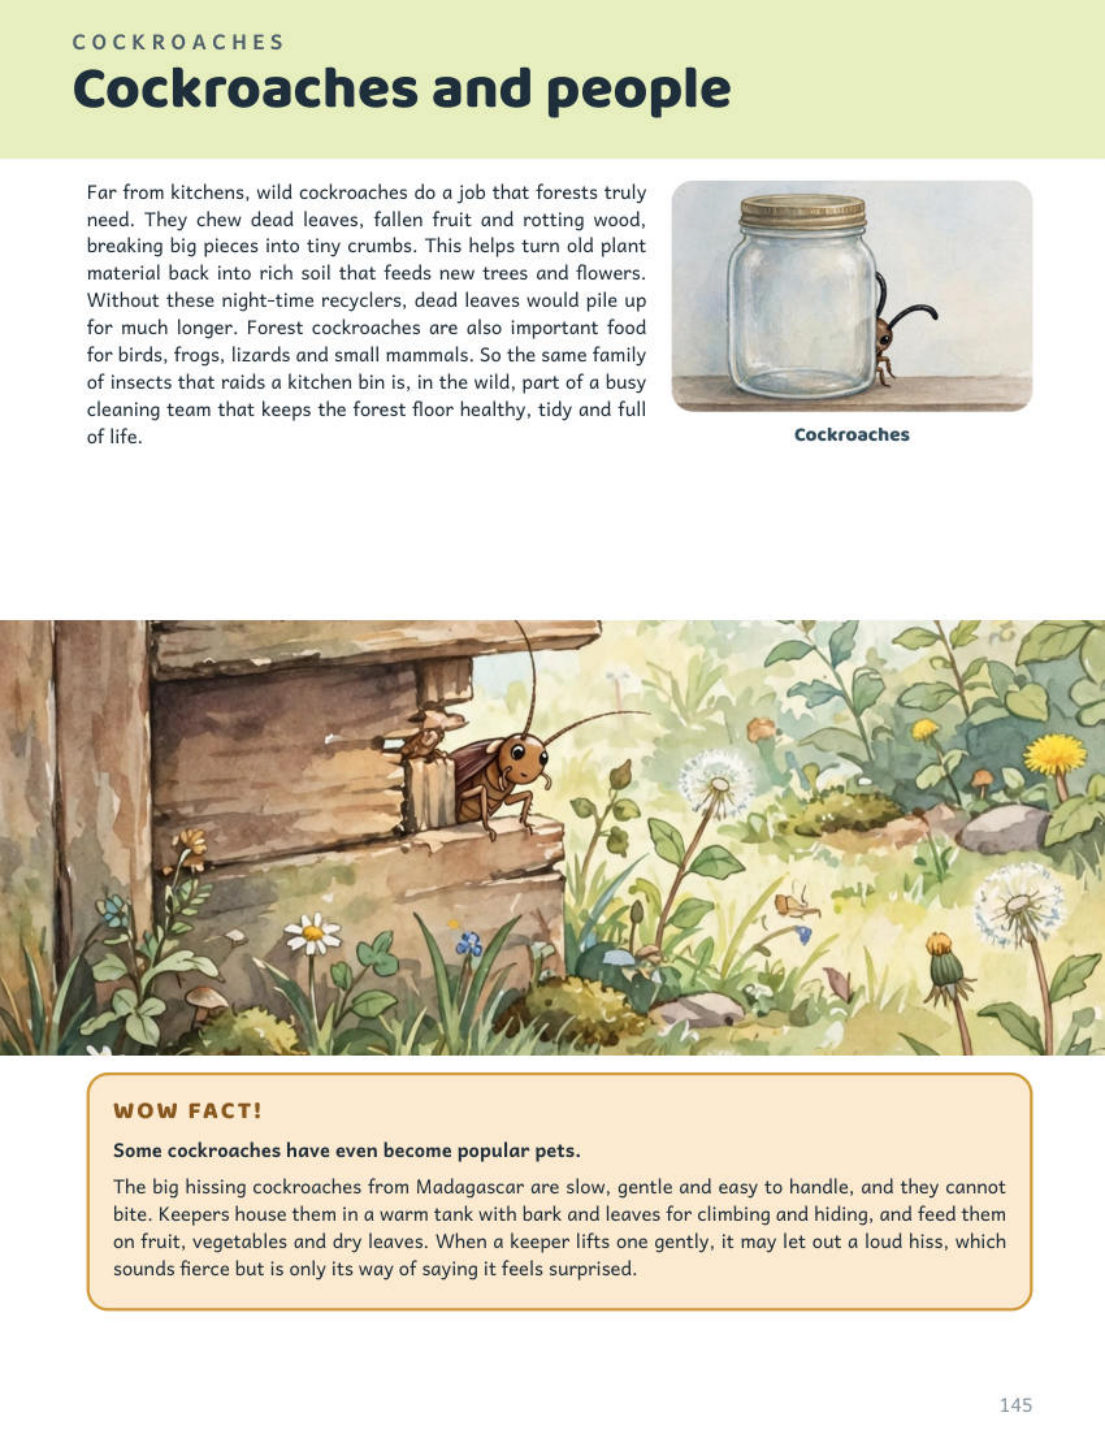 COCKROACHES
Cockroaches and people
Far from kitchens, wild cockroaches do a job that forests truly
need. They chew dead leaves, fallen fruit and rotting wood,
breaking big pieces into tiny crumbs. This helps turn old plant
material back into rich soil that feeds new trees and flowers.
Without these night-time recyclers, dead leaves would pile up
for much longer. Forest cockroaches are also important food
for birds, frogs, lizards and small mammals. So the same family
of insects that raids a kitchen bin is, in the wild, part of a busy
cleaning team that keeps the forest floor healthy, tidy and full
of life.
Cockroaches
WOW FACT!
Some cockroaches have even become popular pets.
The big hissing cockroaches from Madagascar are slow, gentle and easy to handle, and they cannot
bite. Keepers house them in a warm tank with bark and leaves for climbing and hiding, and feed them
on fruit, vegetables and dry leaves. When a keeper lifts one gently, it may let out a loud hiss, which
sounds fierce but is only its way of saying it feels surprised.
145